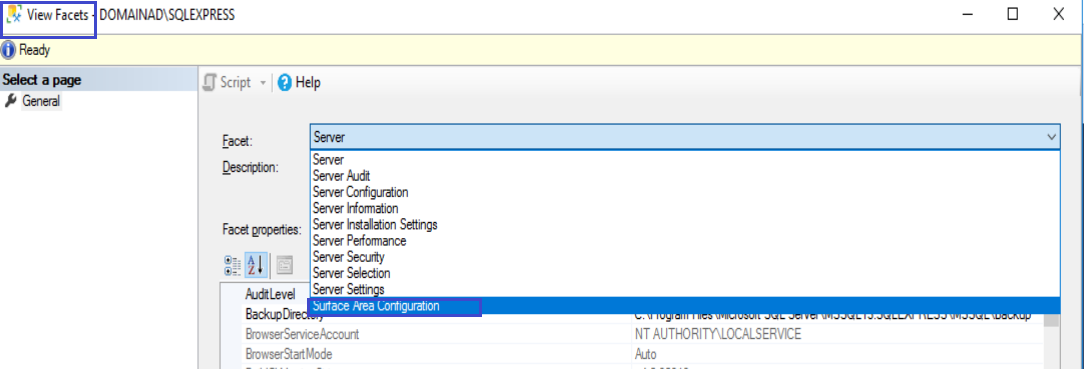 View Facets - DOMAINAD\SQLEXPRESS
Ready
Select a page
General
Script
Help
Facet:
Server
Description:
Server
Server Audit
Server Configuration
Server Information
Server Installation Settings
Server Performance
Server Security
Server Selection
Server Settings
Surface Area Configuration
Facet properties:
AuditLevel
BackupDirectory C:\Program Files\Microsoft SQL Server\MSSQL15.SQLEXPRESS\MSSQL\Backup
BrowserServiceAccount NT AUTHORITY\LOCALSERVICE
BrowserStartMode Auto